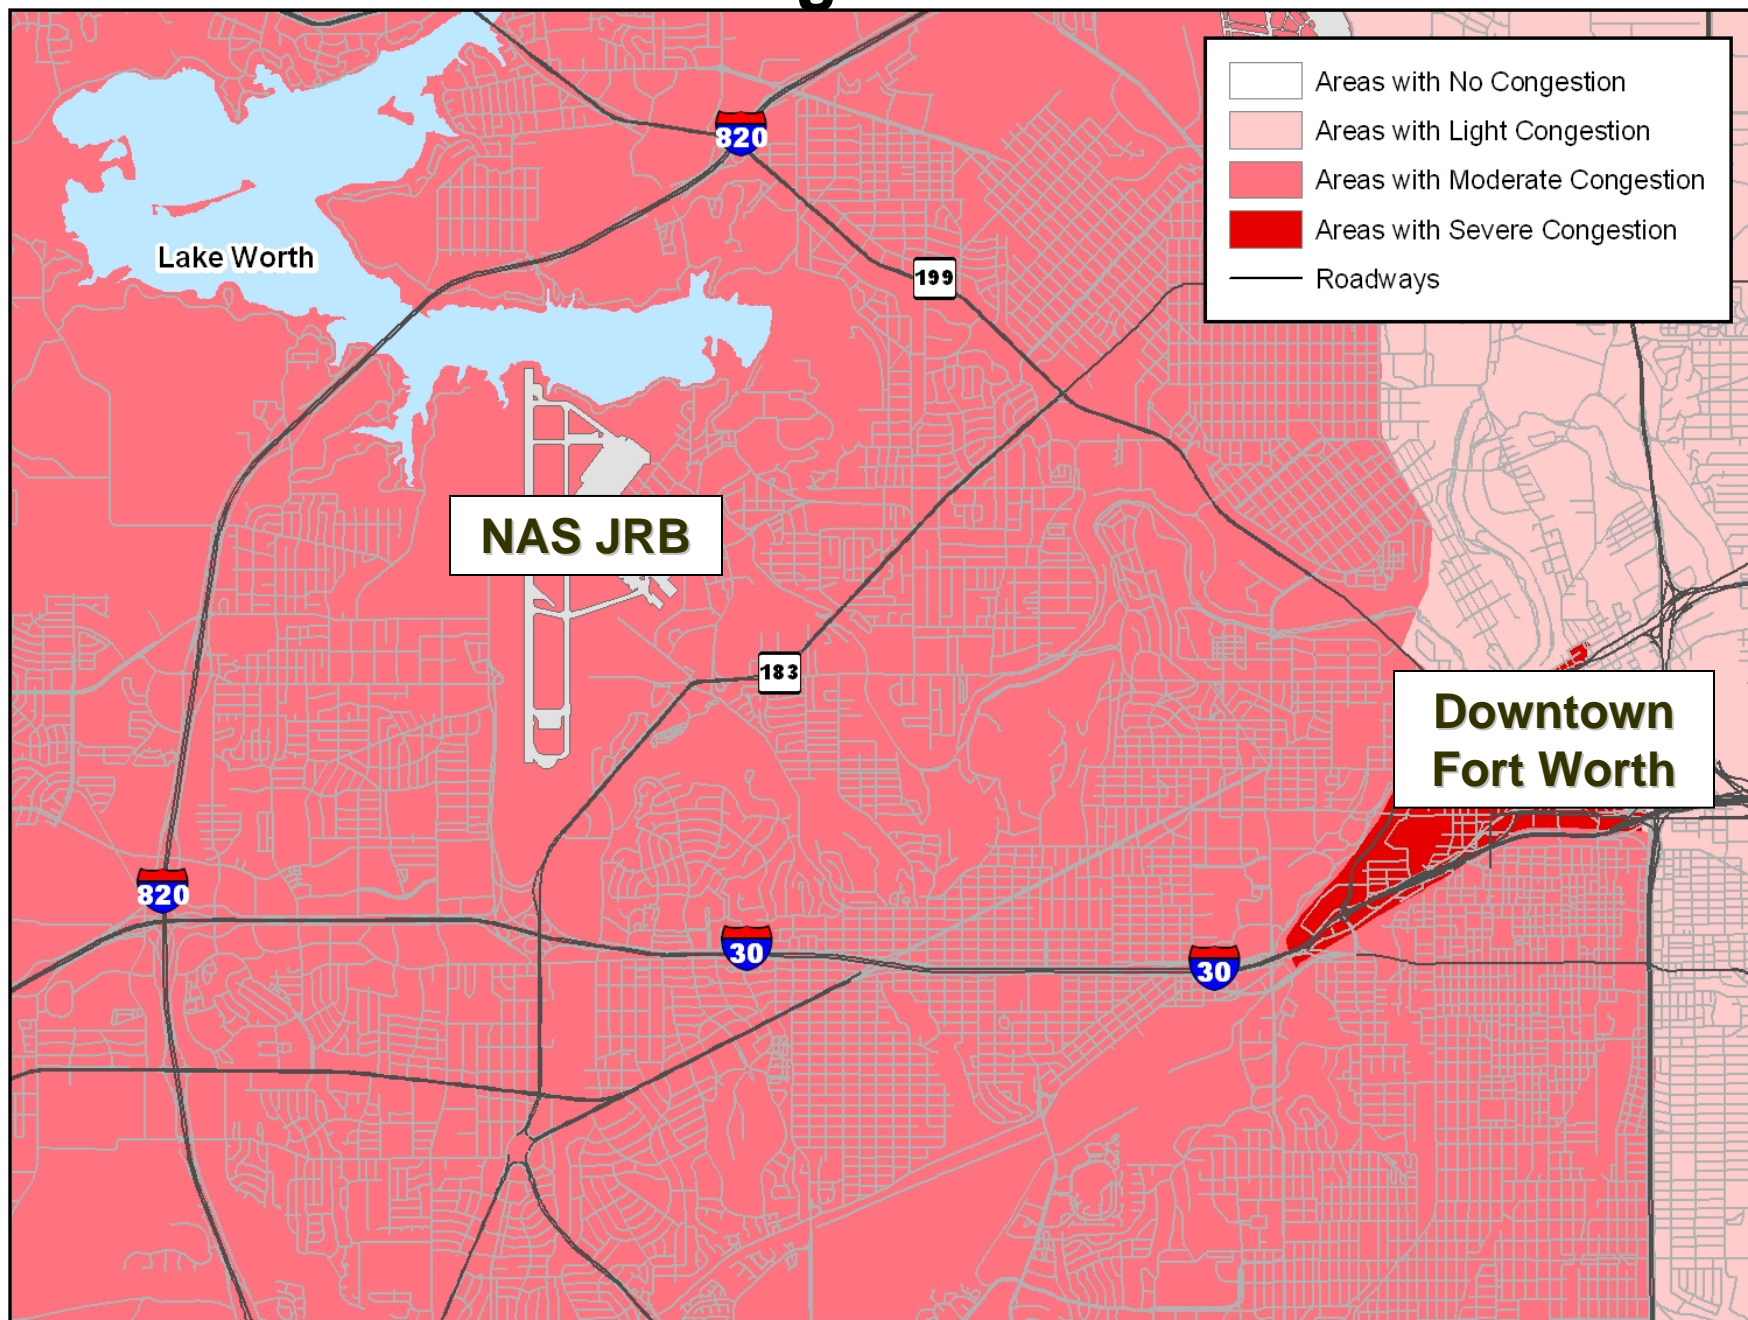 g
820
Areas with No Congestion
Areas with Light Congestion
Areas with Moderate Congestion
Areas with Severe Congestion
Roadways
Lake Worth
199
NAS JRB
183
Downtown
Fort Worth
820
30
30